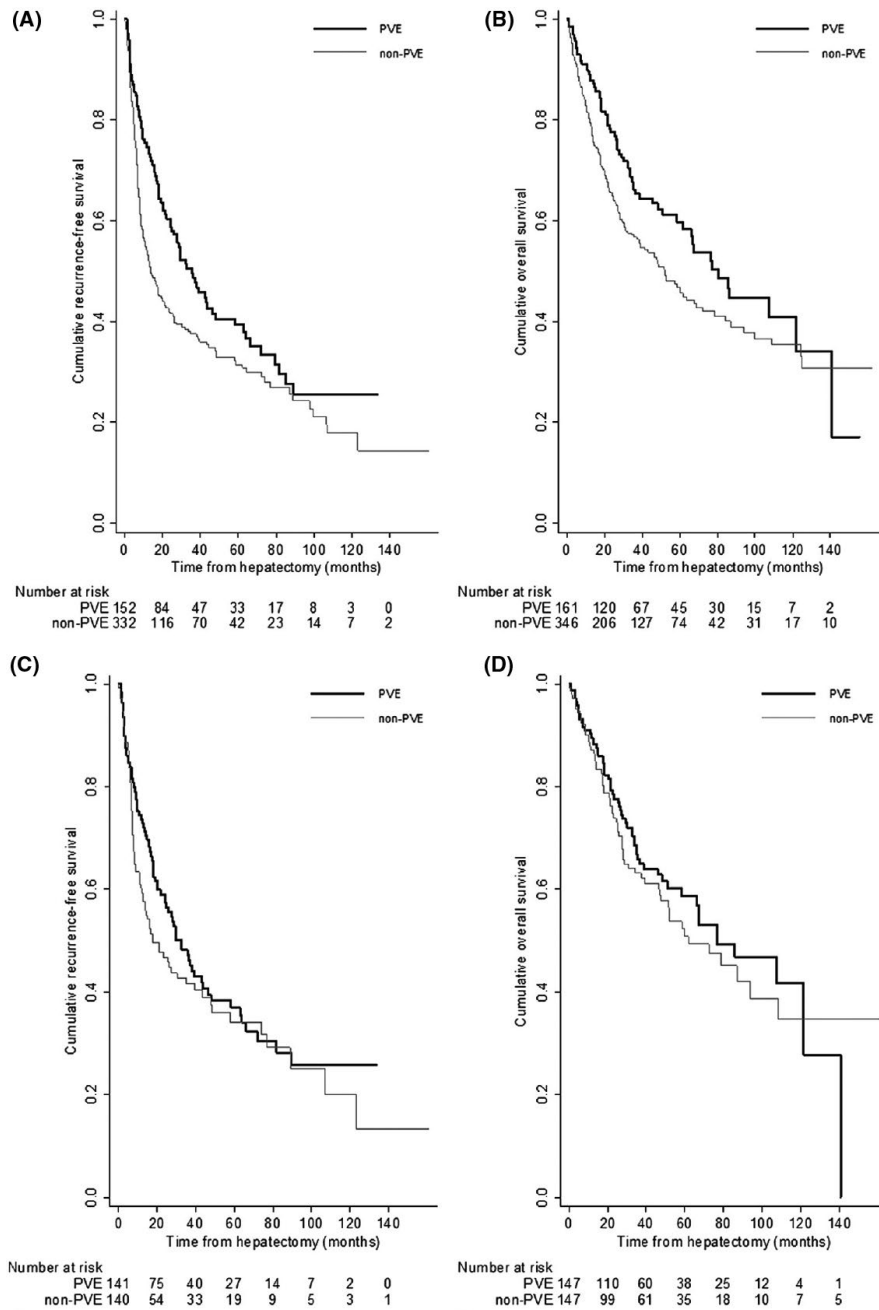 (A)
PVE
non-PVE
Cumulative recurrence-free survival
1.0
0.8
0.6
0.4
0.2
0.0
0 20 40 60 80 100 120 140
Time from hepatectomy (months)
Number at risk
PVE 152 84 47 33 17 8 3 0
non-PVE 332 116 70 42 23 14 7 2
(B)
PVE
non-PVE
Cumulative overall survival
1.0
0.8
0.6
0.4
0.2
0.0
0 20 40 60 80 100 120 140
Time from hepatectomy (months)
Number at risk
PVE 161 120 67 45 30 15 7 2
non-PVE 346 206 127 74 42 31 17 10
(C)
PVE
non-PVE
Cumulative recurrence-free survival
1.0
0.8
0.6
0.4
0.2
0.0
0 20 40 60 80 100 120 140
Time from hepatectomy (months)
Number at risk
PVE 141 75 40 27 14 7 2 0
non-PVE 140 54 33 19 9 5 3 1
(D)
PVE
non-PVE
Cumulative overall survival
1.0
0.8
0.6
0.4
0.2
0.0
0 20 40 60 80 100 120 140
Time from hepatectomy (months)
Number at risk
PVE 147 110 60 38 25 12 4 1
non-PVE 147 99 61 35 18 10 7 5